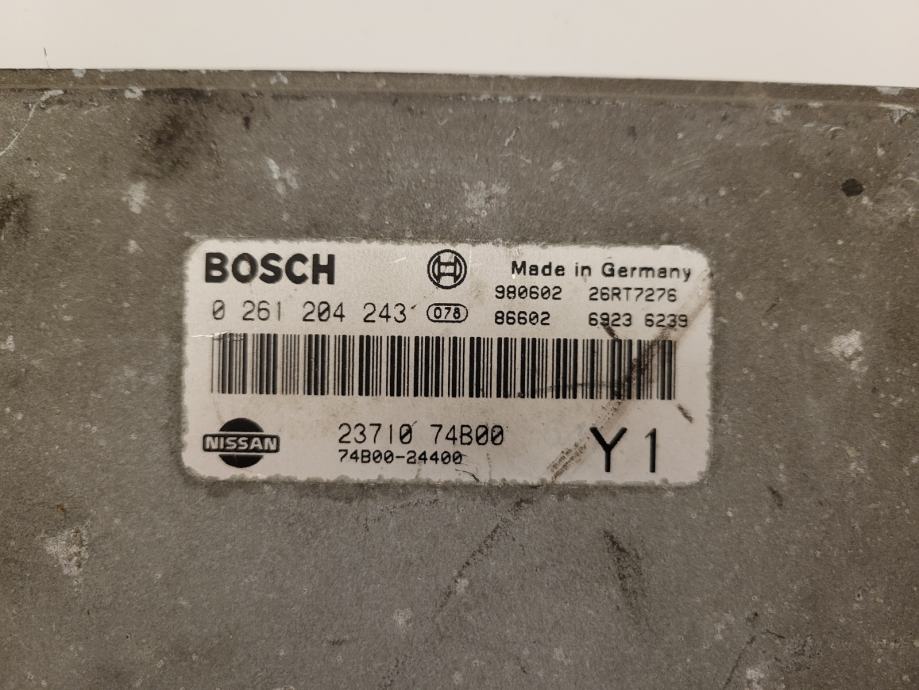 BOSCH
Made in Germany
980602 26RT7276
0 261 204 243 078
86602 6923 6239
NISSAN
23710 74B00
74B00-24400
Y1